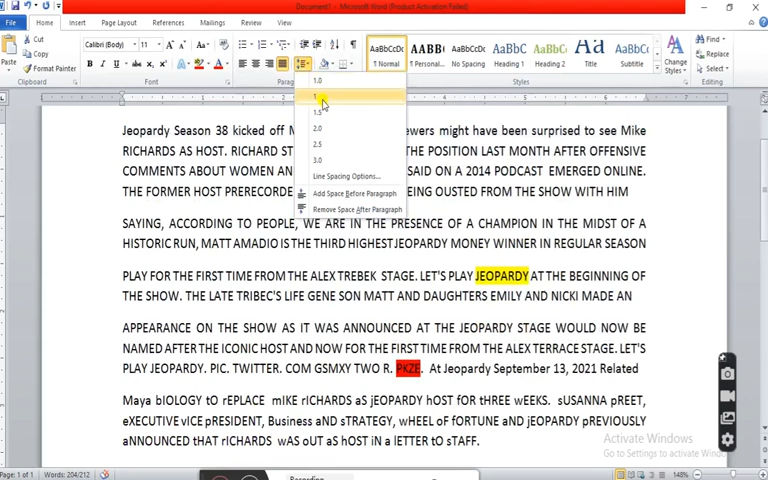 Document1 - Microsoft Word (Product Activation Failed)
File Home Insert Page Layout References Mailings Review View
Cut
Copy
Format Painter
Paste
Clipboard
Calibri (Body) 11
B I U
Font
AaBbCcDc AaBbC AaBbCcDc AaBbC AaBbCc Aa AaBbCcDc
¶ Normal ¶ Personal... No Spacing Heading 1 Heading 2 Title Subtitle
Change Styles
Styles
Find
Replace
Select
Editing
1.0
1
1.5
2.0
2.5
3.0
Line Spacing Options...
Add Space Before Paragraph
Remove Space After Paragraph
Jeopardy Season 38 kicked off M ewers might have been surprised to see Mike
RICHARDS AS HOST. RICHARD ST THE POSITION LAST MONTH AFTER OFFENSIVE
COMMENTS ABOUT WOMEN AN SAID ON A 2014 PODCAST EMERGED ONLINE.
THE FORMER HOST PRERECORDE EING OUSTED FROM THE SHOW WITH HIM
SAYING, ACCORDING TO PEOPLE, WE ARE IN THE PRESENCE OF A CHAMPION IN THE MIDST OF A
HISTORIC RUN, MATT AMADIO IS THE THIRD HIGHEST JEOPARDY MONEY WINNER IN REGULAR SEASON
PLAY FOR THE FIRST TIME FROM THE ALEX TREBEK STAGE. LET'S PLAY JEOPARDY AT THE BEGINNING OF
THE SHOW. THE LATE TRIBEC'S LIFE GENE SON MATT AND DAUGHTERS EMILY AND NICKI MADE AN
APPEARANCE ON THE SHOW AS IT WAS ANNOUNCED AT THE JEOPARDY STAGE WOULD NOW BE
NAMED AFTER THE ICONIC HOST AND NOW FOR THE FIRST TIME FROM THE ALEX TERRACE STAGE. LET'S
PLAY JEOPARDY. PIC. TWITTER. COM GSMXY TWO R. PKZE. At Jeopardy September 13, 2021 Related
Maya bIOLOGY tO rEPLACE mIKE rICHARDS aS jEOPARDY hOST fOR tHREE wEEKS. sUSANNA pREET,
eXECUTIVE vICE pRESIDENT, Business aND sTRATEGY, wHEEL oF fORTUNE aND jEOPARDY pREVIOUSLY
aNNOUNCED tHAT rICHARDS wAS oUT aS hOST iN a lETTER tO sTAFF.
Activate Windows
Go to Settings to activate Windows.
Page: 1 of 1 Words: 204/212
148%
Recording